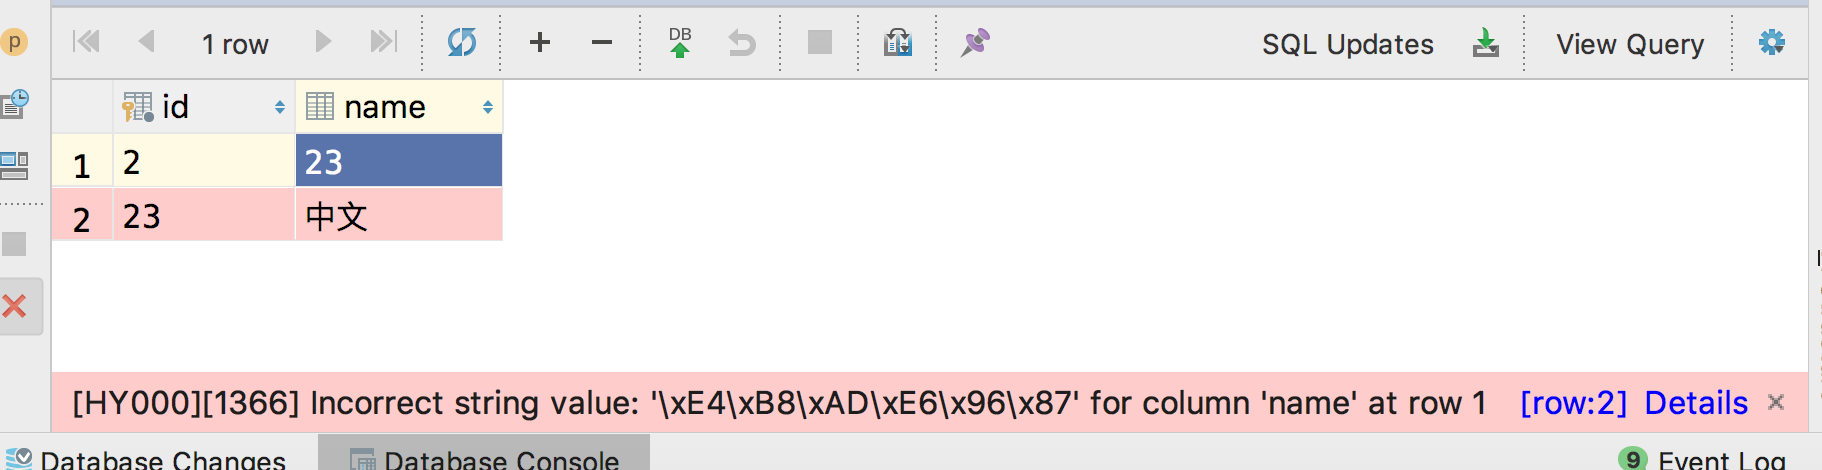 p
1 row
DB
SQL Updates
View Query
id
name
1
2
23
2
23
中文
[HY000][1366] Incorrect string value: '\xE4\xB8\xAD\xE6\x96\x87' for column 'name' at row 1
[row:2] Details
Database Changes
Database Console
9
Event Log